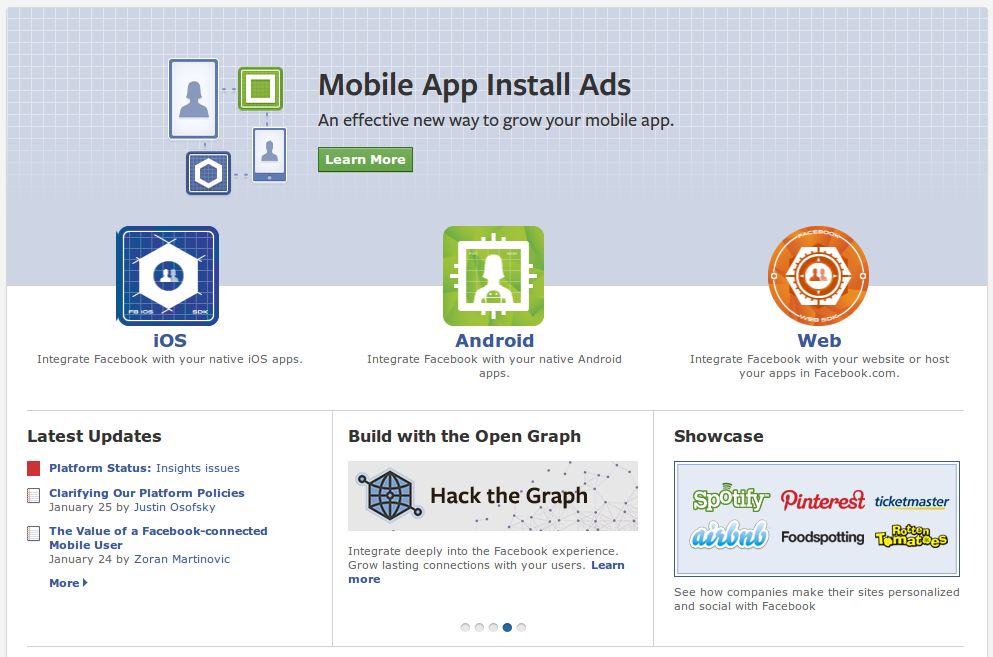 Mobile App Install Ads
An effective new way to grow your mobile app.
Learn More
FB iOS SDK
FACEBOOK
WEB SDK
iOS
Integrate Facebook with your native iOS apps.
Android
Integrate Facebook with your native Android
apps.
Web
Integrate Facebook with your website or host
your apps in Facebook.com.
Latest Updates
Platform Status: Insights issues
Clarifying Our Platform Policies
January 25 by Justin Osofsky
The Value of a Facebook-connected
Mobile User
January 24 by Zoran Martinovic
More
Build with the Open Graph
Hack the Graph
Integrate deeply into the Facebook experience.
Grow lasting connections with your users. Learn
more
Showcase
Spotify Pinterest ticketmaster
airbnb Foodspotting Rotten
Tomatoes
See how companies make their sites personalized
and social with Facebook